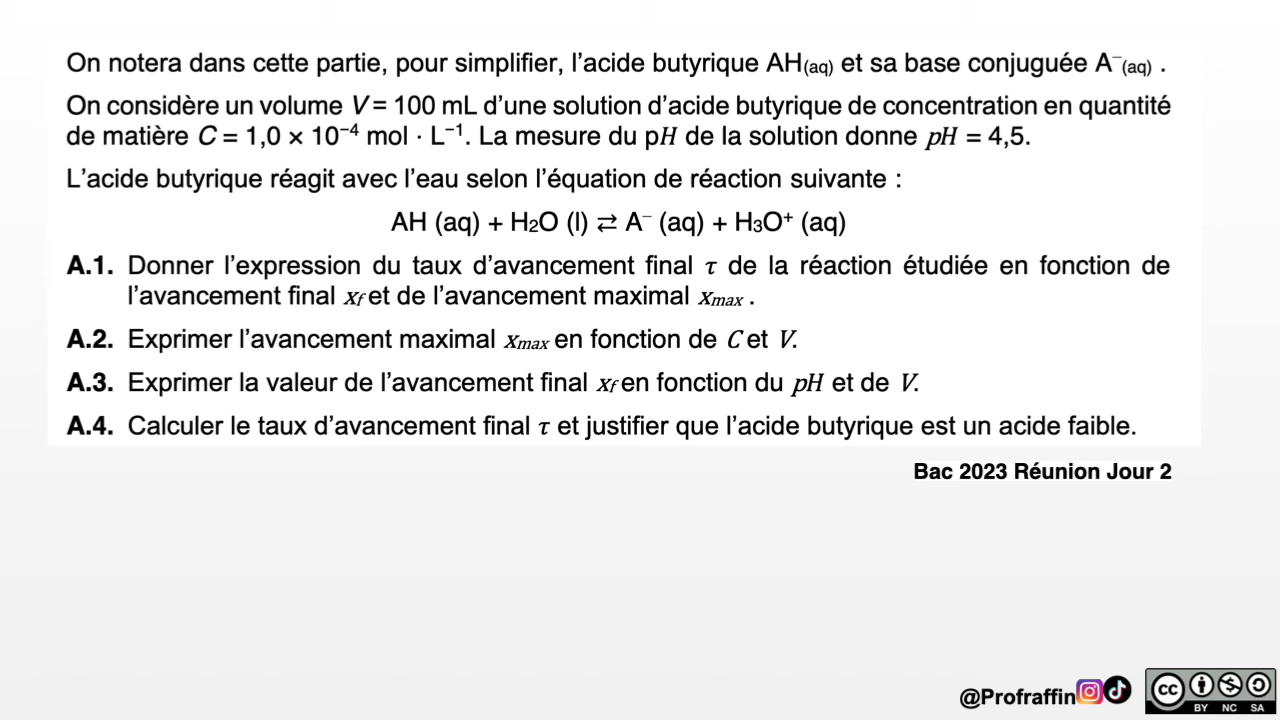 On notera dans cette partie, pour simplifier, l’acide butyrique AH(aq) et sa base conjuguée A⁻(aq) .
On considère un volume V = 100 mL d’une solution d’acide butyrique de concentration en quantité
de matière C = 1,0 × 10⁻⁴ mol · L⁻¹. La mesure du pH de la solution donne pH = 4,5.
L’acide butyrique réagit avec l’eau selon l’équation de réaction suivante :
AH (aq) + H₂O (l) ⇄ A⁻ (aq) + H₃O⁺ (aq)
A.1. Donner l’expression du taux d’avancement final τ de la réaction étudiée en fonction de
l’avancement final xf et de l’avancement maximal xmax .
A.2. Exprimer l’avancement maximal xmax en fonction de C et V.
A.3. Exprimer la valeur de l’avancement final xf en fonction du pH et de V.
A.4. Calculer le taux d’avancement final τ et justifier que l’acide butyrique est un acide faible.
Bac 2023 Réunion Jour 2
@Profraffin
cc
BY NC SA